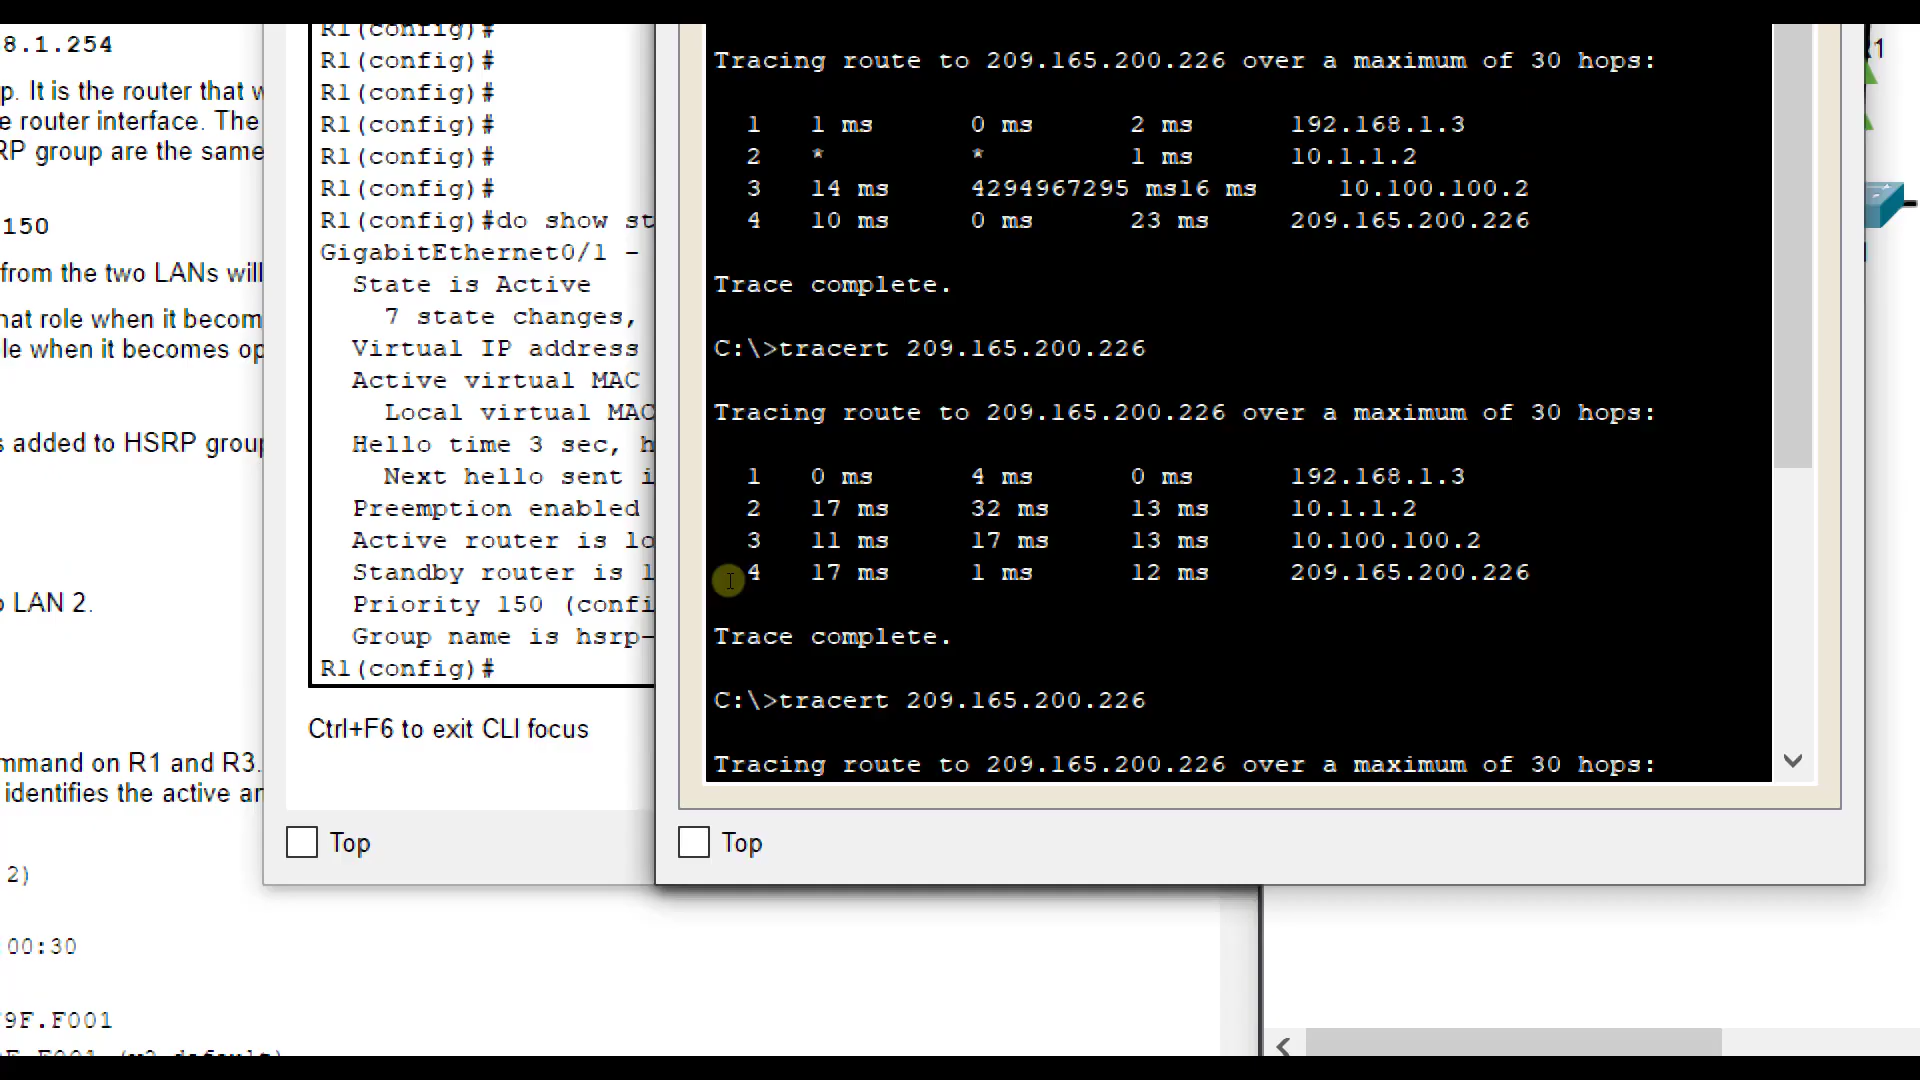 8.1.254
p. It is the router that w
e router interface. The
RP group are the same
150
from the two LANs will
hat role when it becom
le when it becomes op
s added to HSRP group
o LAN 2.
mmand on R1 and R3.
identifies the active an
2)
00:30
9F.F001
R1(config)#
R1(config)#
R1(config)#
R1(config)#
R1(config)#
R1(config)#
R1(config)#do show st
GigabitEthernet0/1 -
State is Active
7 state changes,
Virtual IP address
Active virtual MAC
Local virtual MAC
Hello time 3 sec, h
Next hello sent i
Preemption enabled
Active router is lo
Standby router is l
Priority 150 (confi
Group name is hsrp-
R1(config)#
Ctrl+F6 to exit CLI focus
Top
Tracing route to 209.165.200.226 over a maximum of 30 hops:
1 1 ms 0 ms 2 ms 192.168.1.3
2 * * 1 ms 10.1.1.2
3 14 ms 4294967295 ms16 ms 10.100.100.2
4 10 ms 0 ms 23 ms 209.165.200.226
Trace complete.
C:\>tracert 209.165.200.226
Tracing route to 209.165.200.226 over a maximum of 30 hops:
1 0 ms 4 ms 0 ms 192.168.1.3
2 17 ms 32 ms 13 ms 10.1.1.2
3 11 ms 17 ms 13 ms 10.100.100.2
4 17 ms 1 ms 12 ms 209.165.200.226
Trace complete.
C:\>tracert 209.165.200.226
Tracing route to 209.165.200.226 over a maximum of 30 hops:
Top